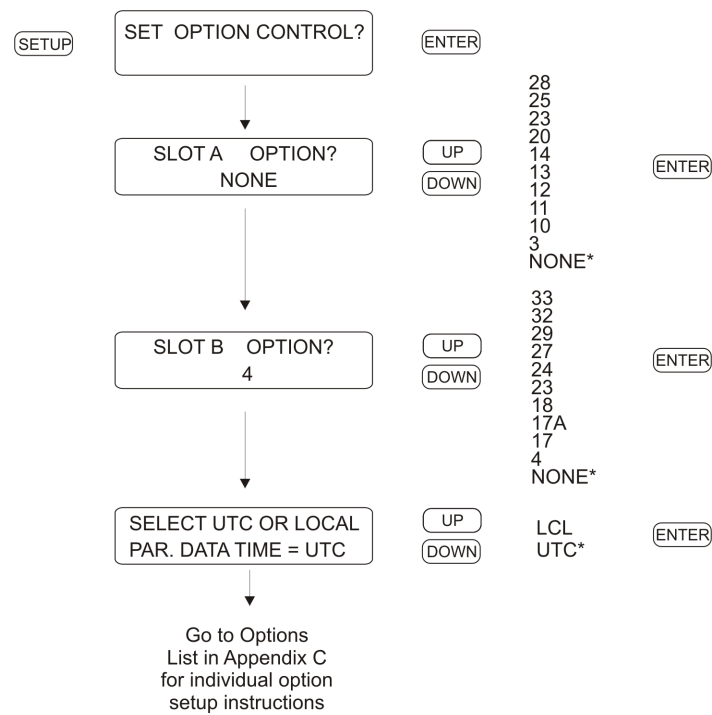 SETUP
SET OPTION CONTROL?
ENTER
SLOT A OPTION?
NONE
UP
DOWN
28
25
23
20
14
13
12
11
10
3
NONE*
ENTER
SLOT B OPTION?
4
UP
DOWN
33
32
29
27
24
23
18
17A
17
4
NONE*
ENTER
SELECT UTC OR LOCAL
PAR. DATA TIME = UTC
UP
DOWN
LCL
UTC*
ENTER
Go to Options
List in Appendix C
for individual option
setup instructions